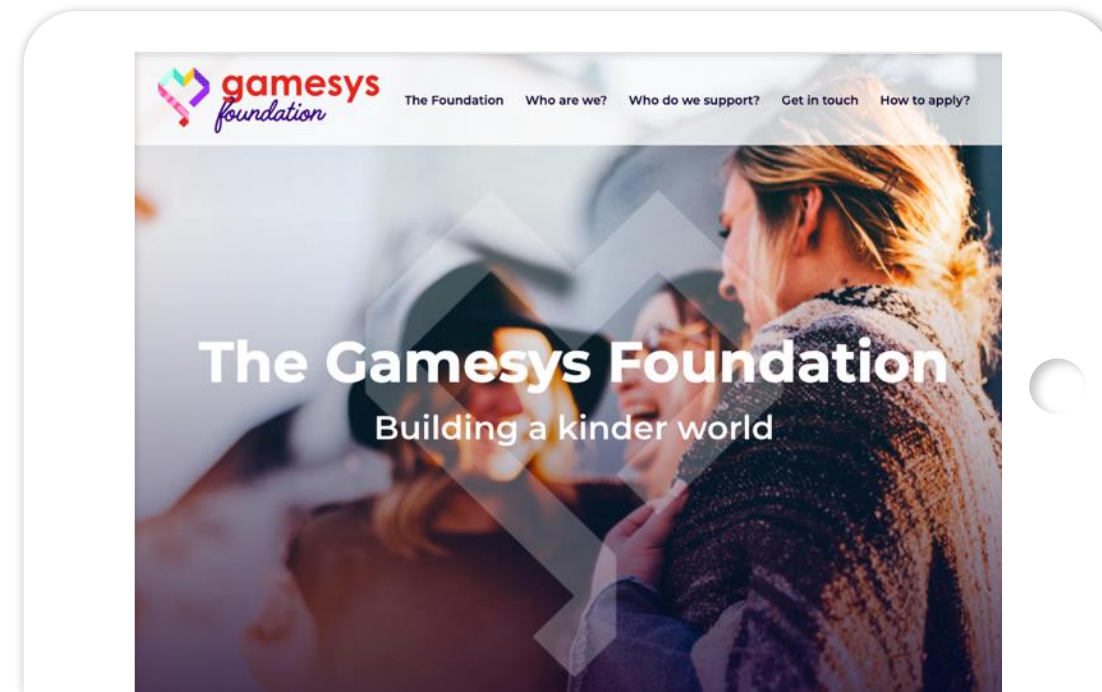 gamesys
foundation
The Foundation Who are we? Who do we support? Get in touch How to apply?
The Gamesys Foundation
Building a kinder world